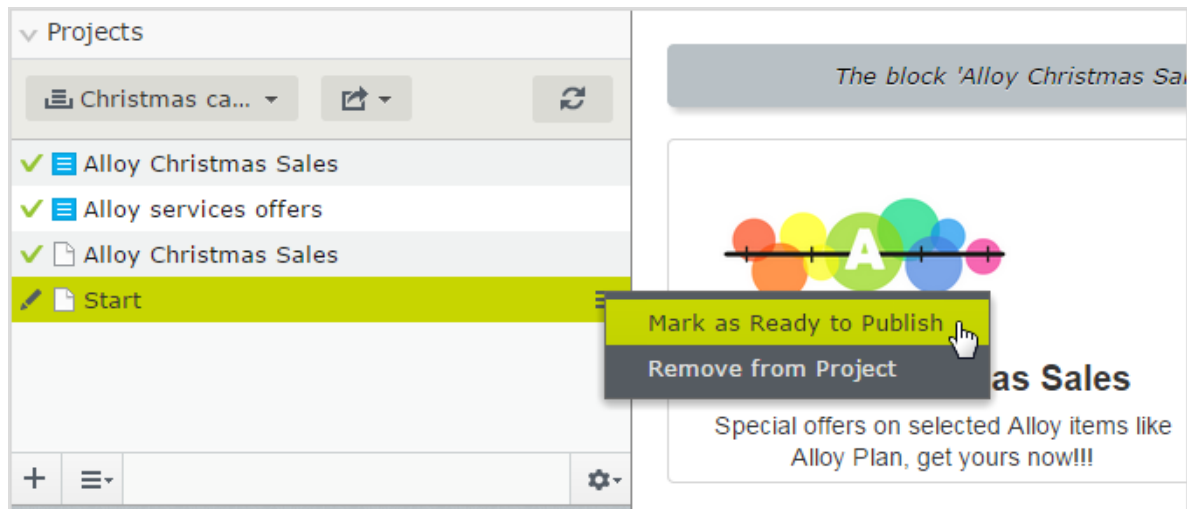 Projects
Christmas ca...
Alloy Christmas Sales
Alloy services offers
Alloy Christmas Sales
Start
The block 'Alloy Christmas Sal
A
Mark as Ready to Publish
Remove from Project
as Sales
Special offers on selected Alloy items like
Alloy Plan, get yours now!!!